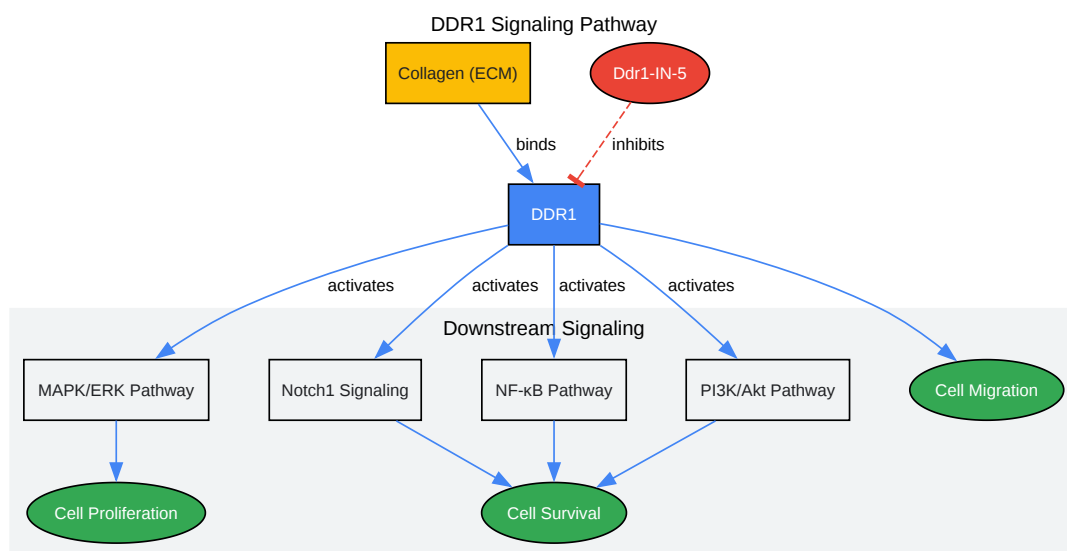 DDR1 Signaling Pathway
Collagen (ECM)
Ddr1-IN-5
binds
inhibits
DDR1
activates
activates
activates
activates
Downstream Signaling
MAPK/ERK Pathway
Notch1 Signaling
NF-κB Pathway
PI3K/Akt Pathway
Cell Migration
Cell Proliferation
Cell Survival